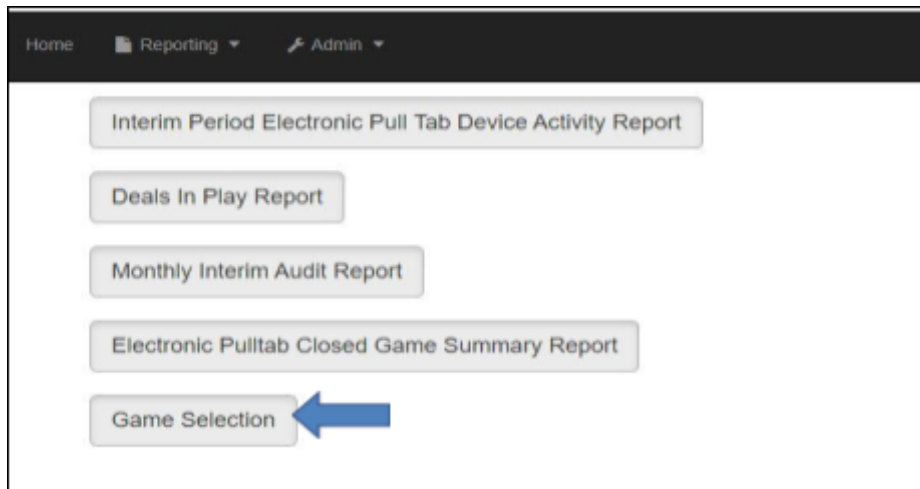 Home Reporting Admin
Interim Period Electronic Pull Tab Device Activity Report
Deals In Play Report
Monthly Interim Audit Report
Electronic Pulltab Closed Game Summary Report
Game Selection